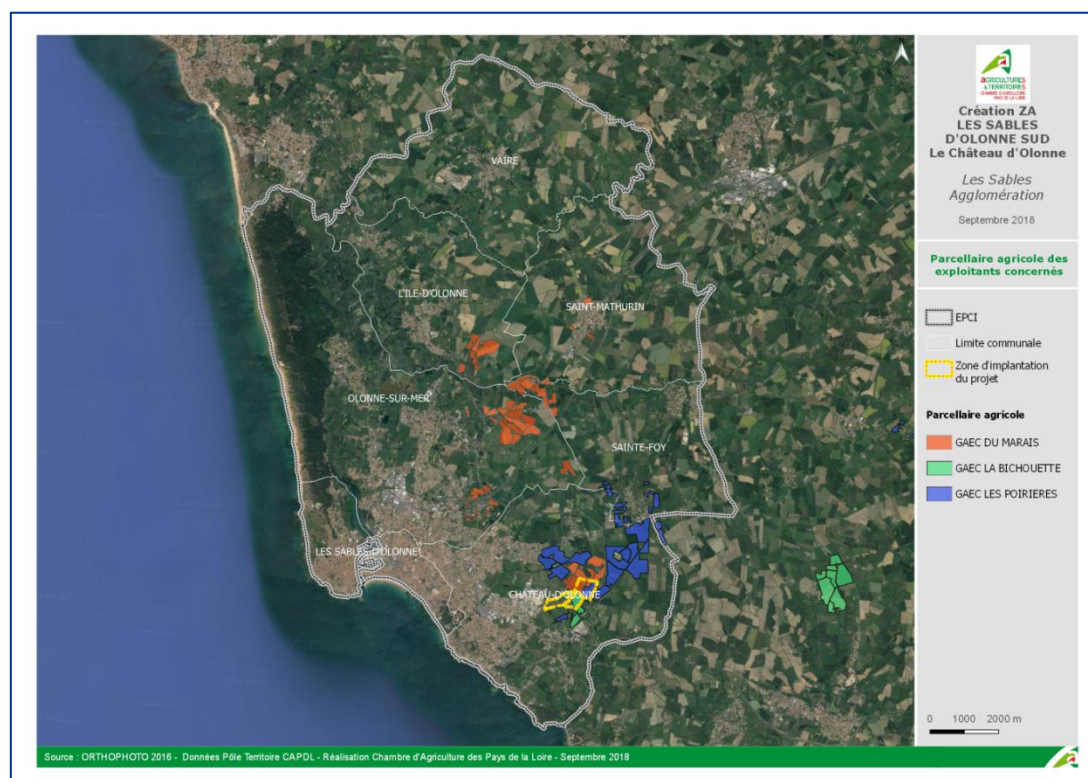 VAIRE
L'ILE-D'OLONNE
SAINT-MATHURIN
OLONNE-SUR-MER
SAINTE-FOY
LES SABLES-D'OLONNE
CHATEAU-D'OLONNE
AGRICULTURES
& TERRITOIRES
CHAMBRE D'AGRICULTURE
PAYS DE LA LOIRE
Création ZA
LES SABLES
D'OLONNE SUD
Le Château d'Olonne
Les Sables
Agglomération
Septembre 2018
Parcellaire agricole des
exploitants concernés
EPCI
Limite communale
Zone d'implantation
du projet
Parcellaire agricole
GAEC DU MARAIS
GAEC LA BICHOUETTE
GAEC LES POIRIERES
0 1000 2000 m
Source : ORTHOPHOTO 2016 - Données Pôle Territoire CAPDL - Réalisation Chambre d'Agriculture des Pays de la Loire - Septembre 2018